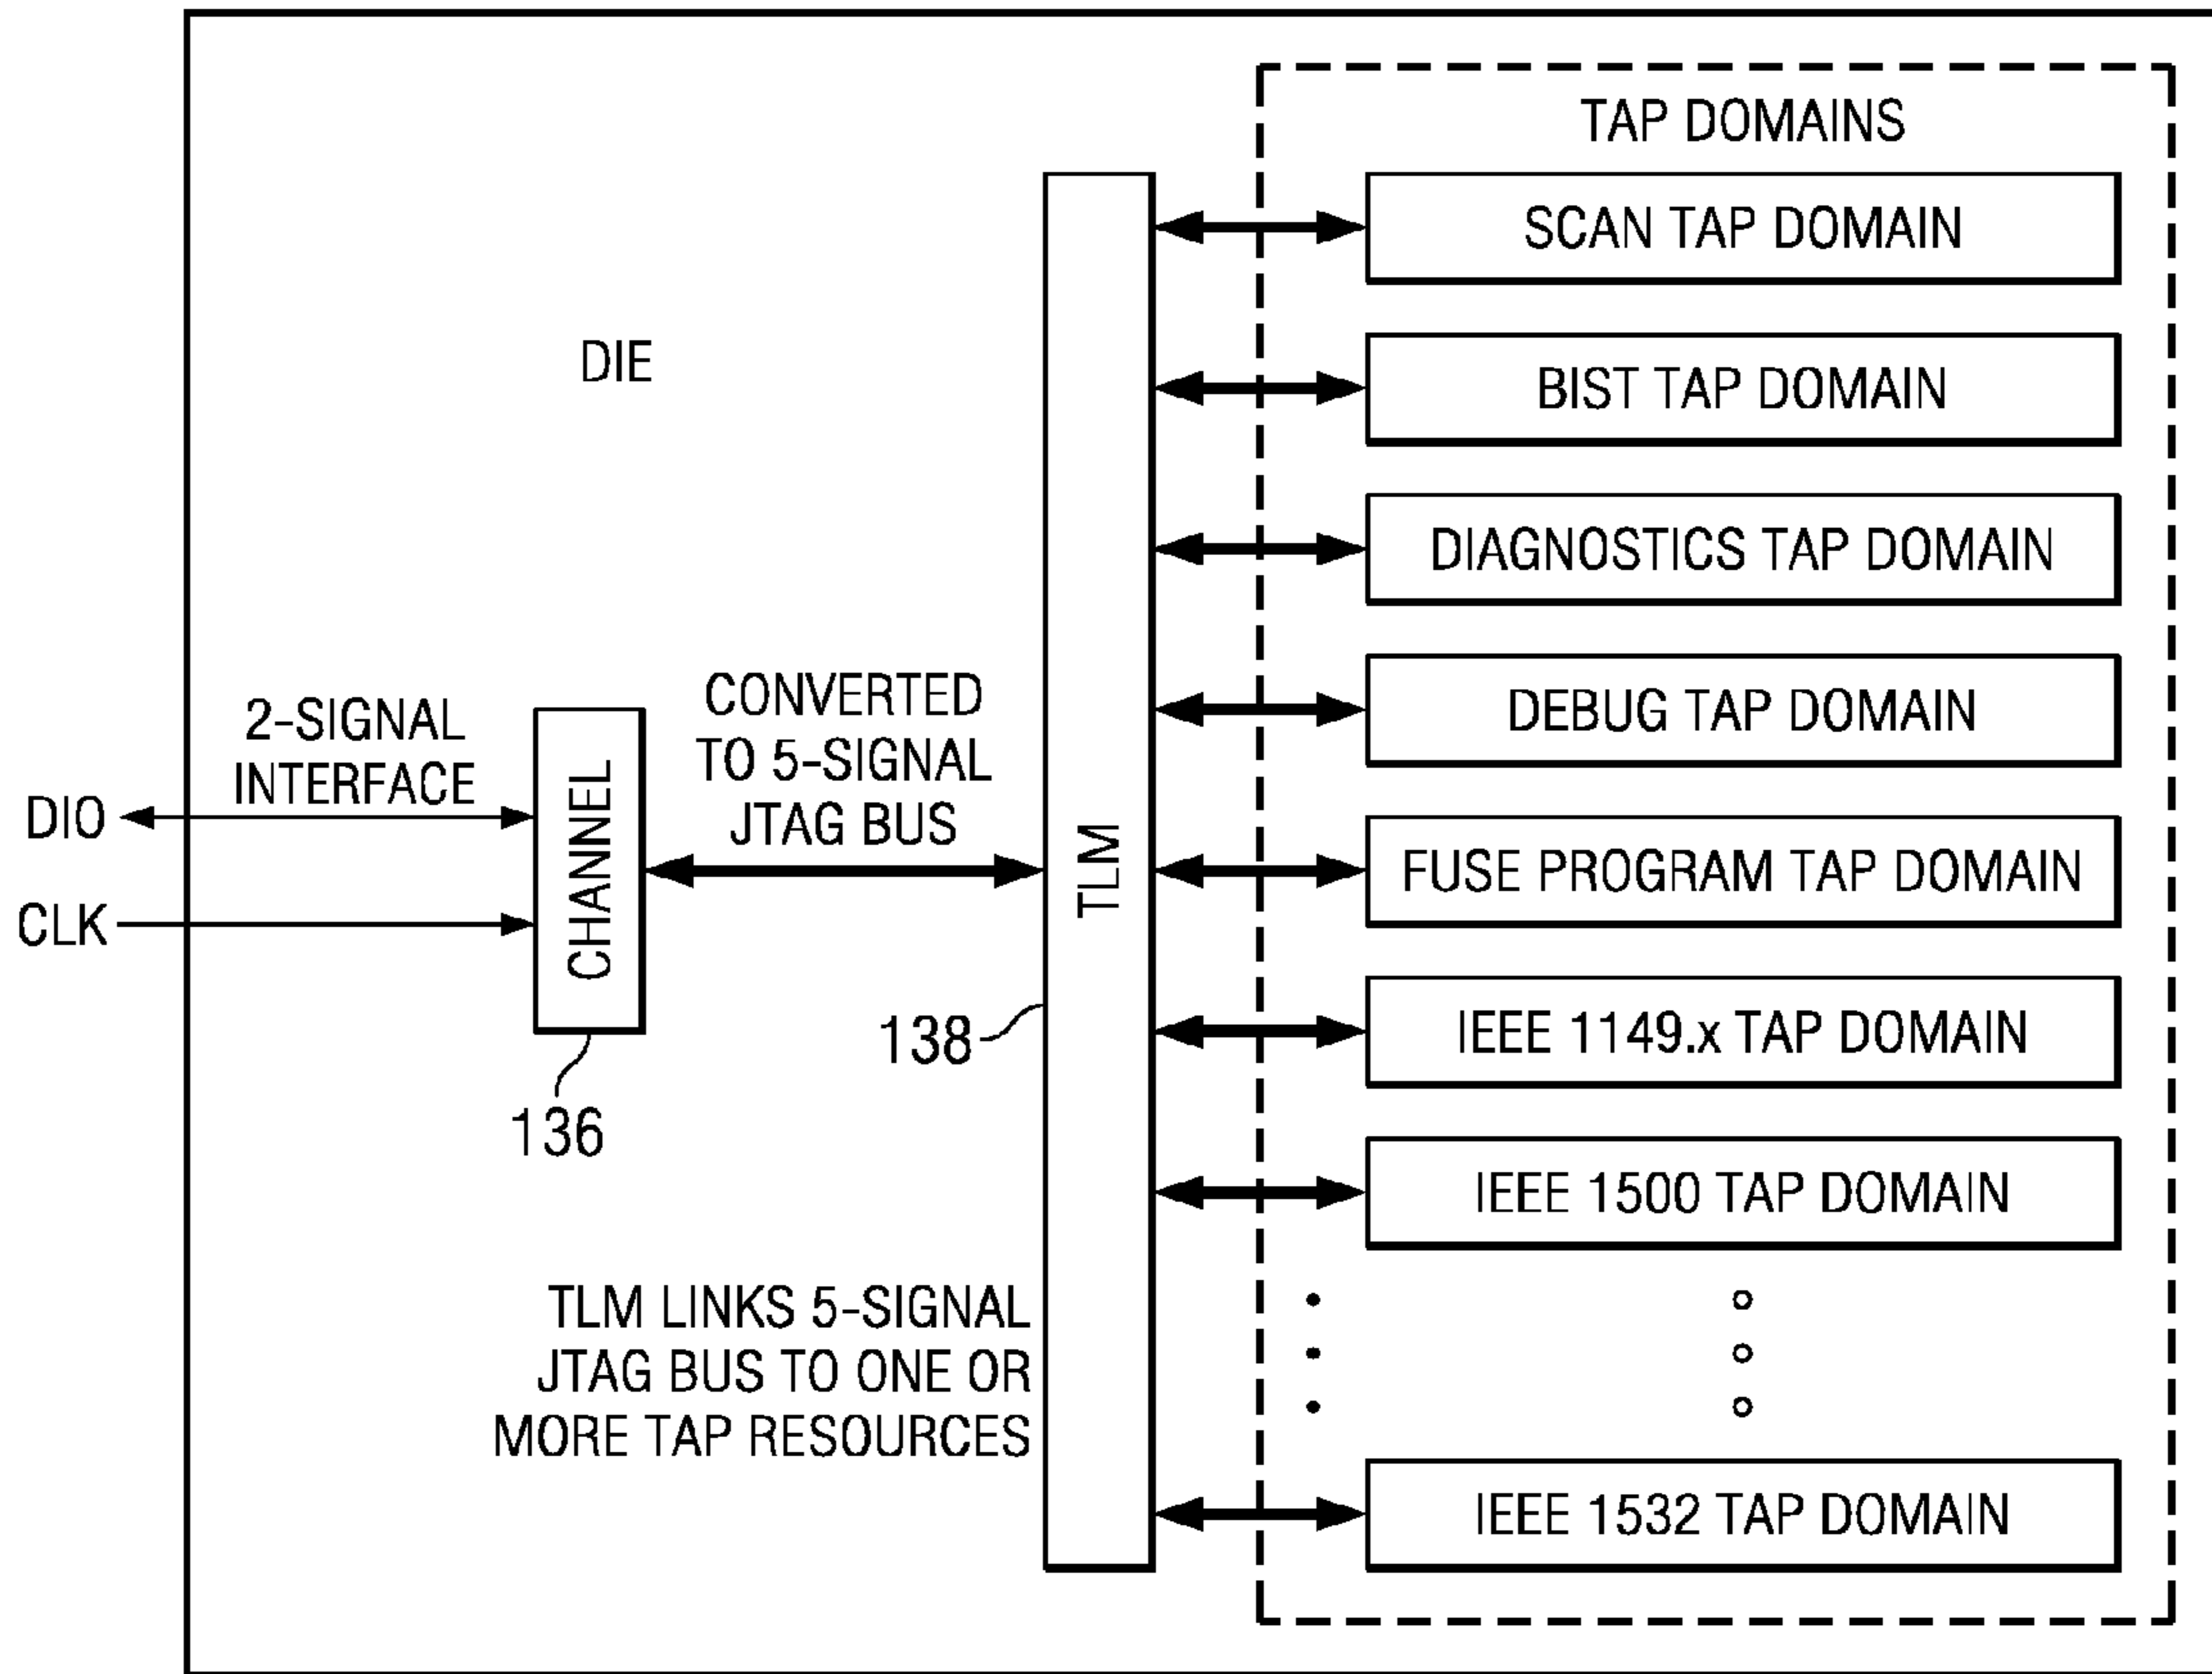 TAP DOMAINS
SCAN TAP DOMAIN
DIE
BIST TAP DOMAIN
DIAGNOSTICS TAP DOMAIN
DEBUG TAP DOMAIN
2-SIGNAL
INTERFACE
CONVERTED
TO 5-SIGNAL
JTAG BUS
DIO
CLK
CHANNEL
TLM
FUSE PROGRAM TAP DOMAIN
138
136
IEEE 1149.x TAP DOMAIN
IEEE 1500 TAP DOMAIN
TLM LINKS 5-SIGNAL
JTAG BUS TO ONE OR
MORE TAP RESOURCES
IEEE 1532 TAP DOMAIN